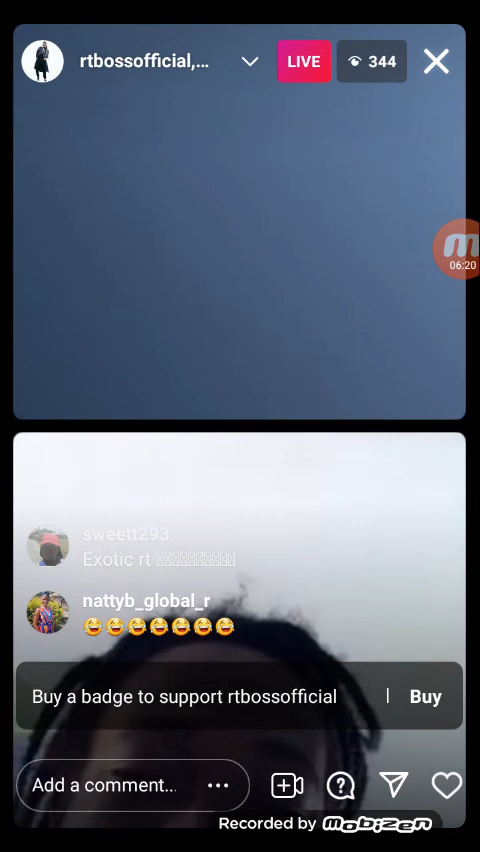 rtbossofficial,...
LIVE
344
06:20
sweett293
Exotic rt
nattyb_global_r
😂😂😂😂😂😂😂
Buy a badge to support rtbossofficial | Buy
Add a comment...
Recorded by Mobizen